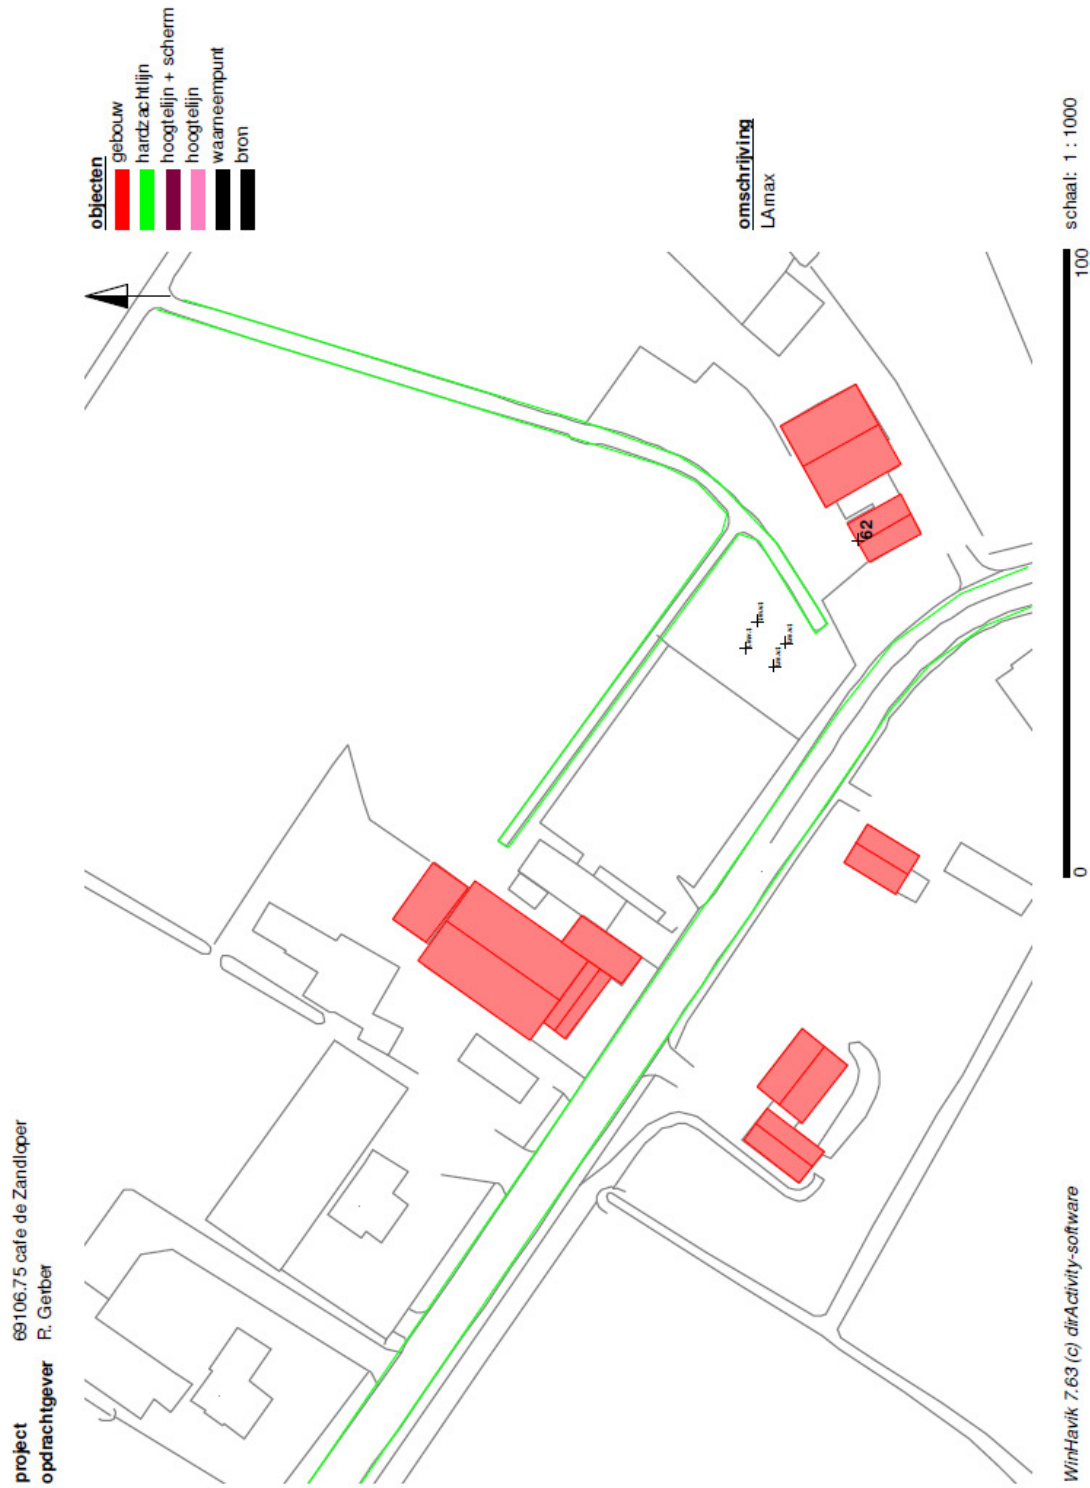 project 69106.75 cafe de Zandloper
opdrachtgever R. Gerber
objecten
gebouw
hardzachtlijn
hoogtelijn + scherm
hoogtelijn
waarneempunt
bron
62
omschrijving
LAmax
0 100
schaal: 1 : 1000
WinHavik 7.63 (c) dirActivity-software